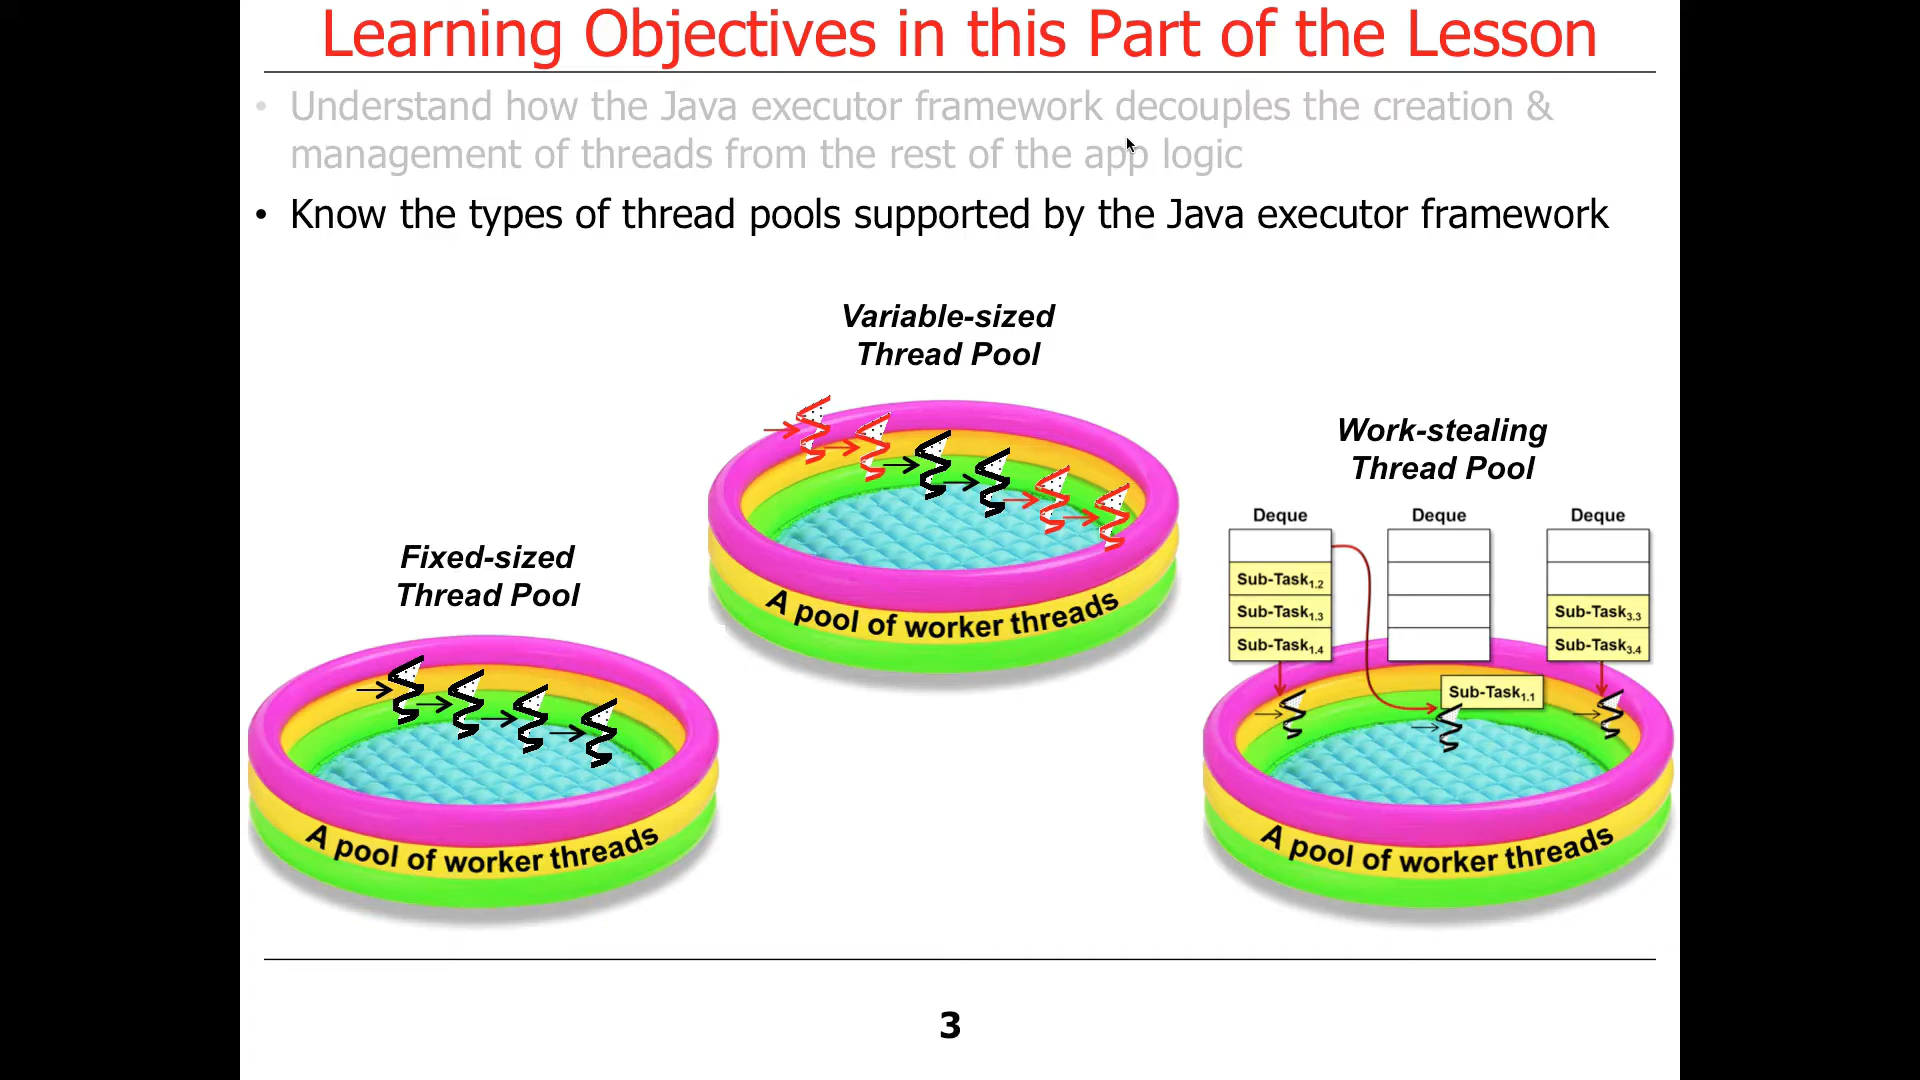 Learning Objectives in this Part of the Lesson
• Understand how the Java executor framework decouples the creation &
management of threads from the rest of the app logic
• Know the types of thread pools supported by the Java executor framework
Variable-sized
Thread Pool
A pool of worker threads
Fixed-sized
Thread Pool
A pool of worker threads
Work-stealing
Thread Pool
Deque
Sub-Task1.2
Sub-Task1.3
Sub-Task1.4
Deque
Deque
Sub-Task3.3
Sub-Task3.4
Sub-Task1.1
A pool of worker threads
3